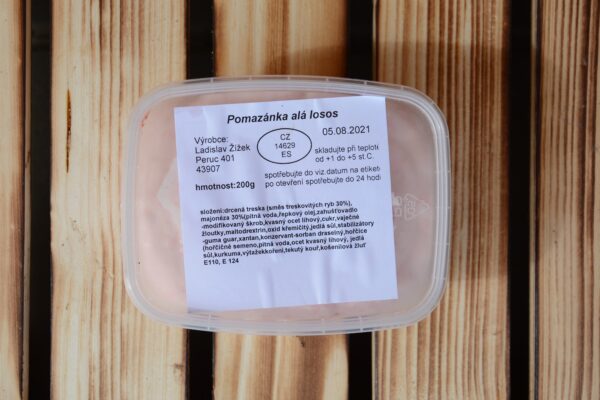 Pomazánka alá losos
05.08.2021
Výrobce:
Ladislav Žížek
Peruc 401
43907
CZ
14629
ES
skladujte při teplotě
od +1 do +5 st C.
spotřebujte do viz.datum na etiketě
po otevření spotřebujte do 24 hodi
hmotnost:200g
složení:drcená treska (směs treskovitých ryb 30%),
majonéza 30%(pitná voda,řepkový olej,zahušťovadlo
-modifikovaný škrob,kvasný ocet lihový,cukr,vaječné
žloutky,maltodrestrin,oxid křemičitý,jedlá sůl,stabilizátory
-guma guar,xantan,konzervant-sorban draselný,hořčice
(hořčičné semeno,pitná voda,ocet kvasný lihový, jedlá
sůl,kurkuma,výtažekkoření,tekutý kouř,košenilová žluť
E110, E 124